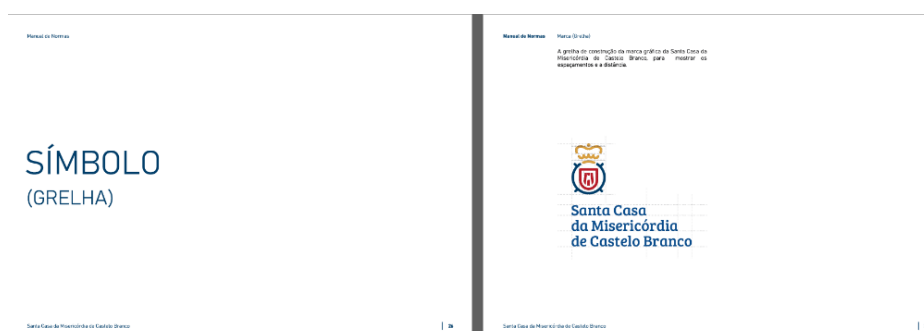 Manual de Normas
SÍMBOLO
(GRELHA)
Santa Casa da Misericórdia de Castelo Branco
26
Manual de Normas
Marca (Grelha)
A grelha de construção da marca gráfica da Santa Casa da
Misericórdia de Castelo Branco, para mostrar os
espaçamentos e a distância.
Santa Casa
da Misericórdia
de Castelo Branco
Santa Casa da Misericórdia de Castelo Branco